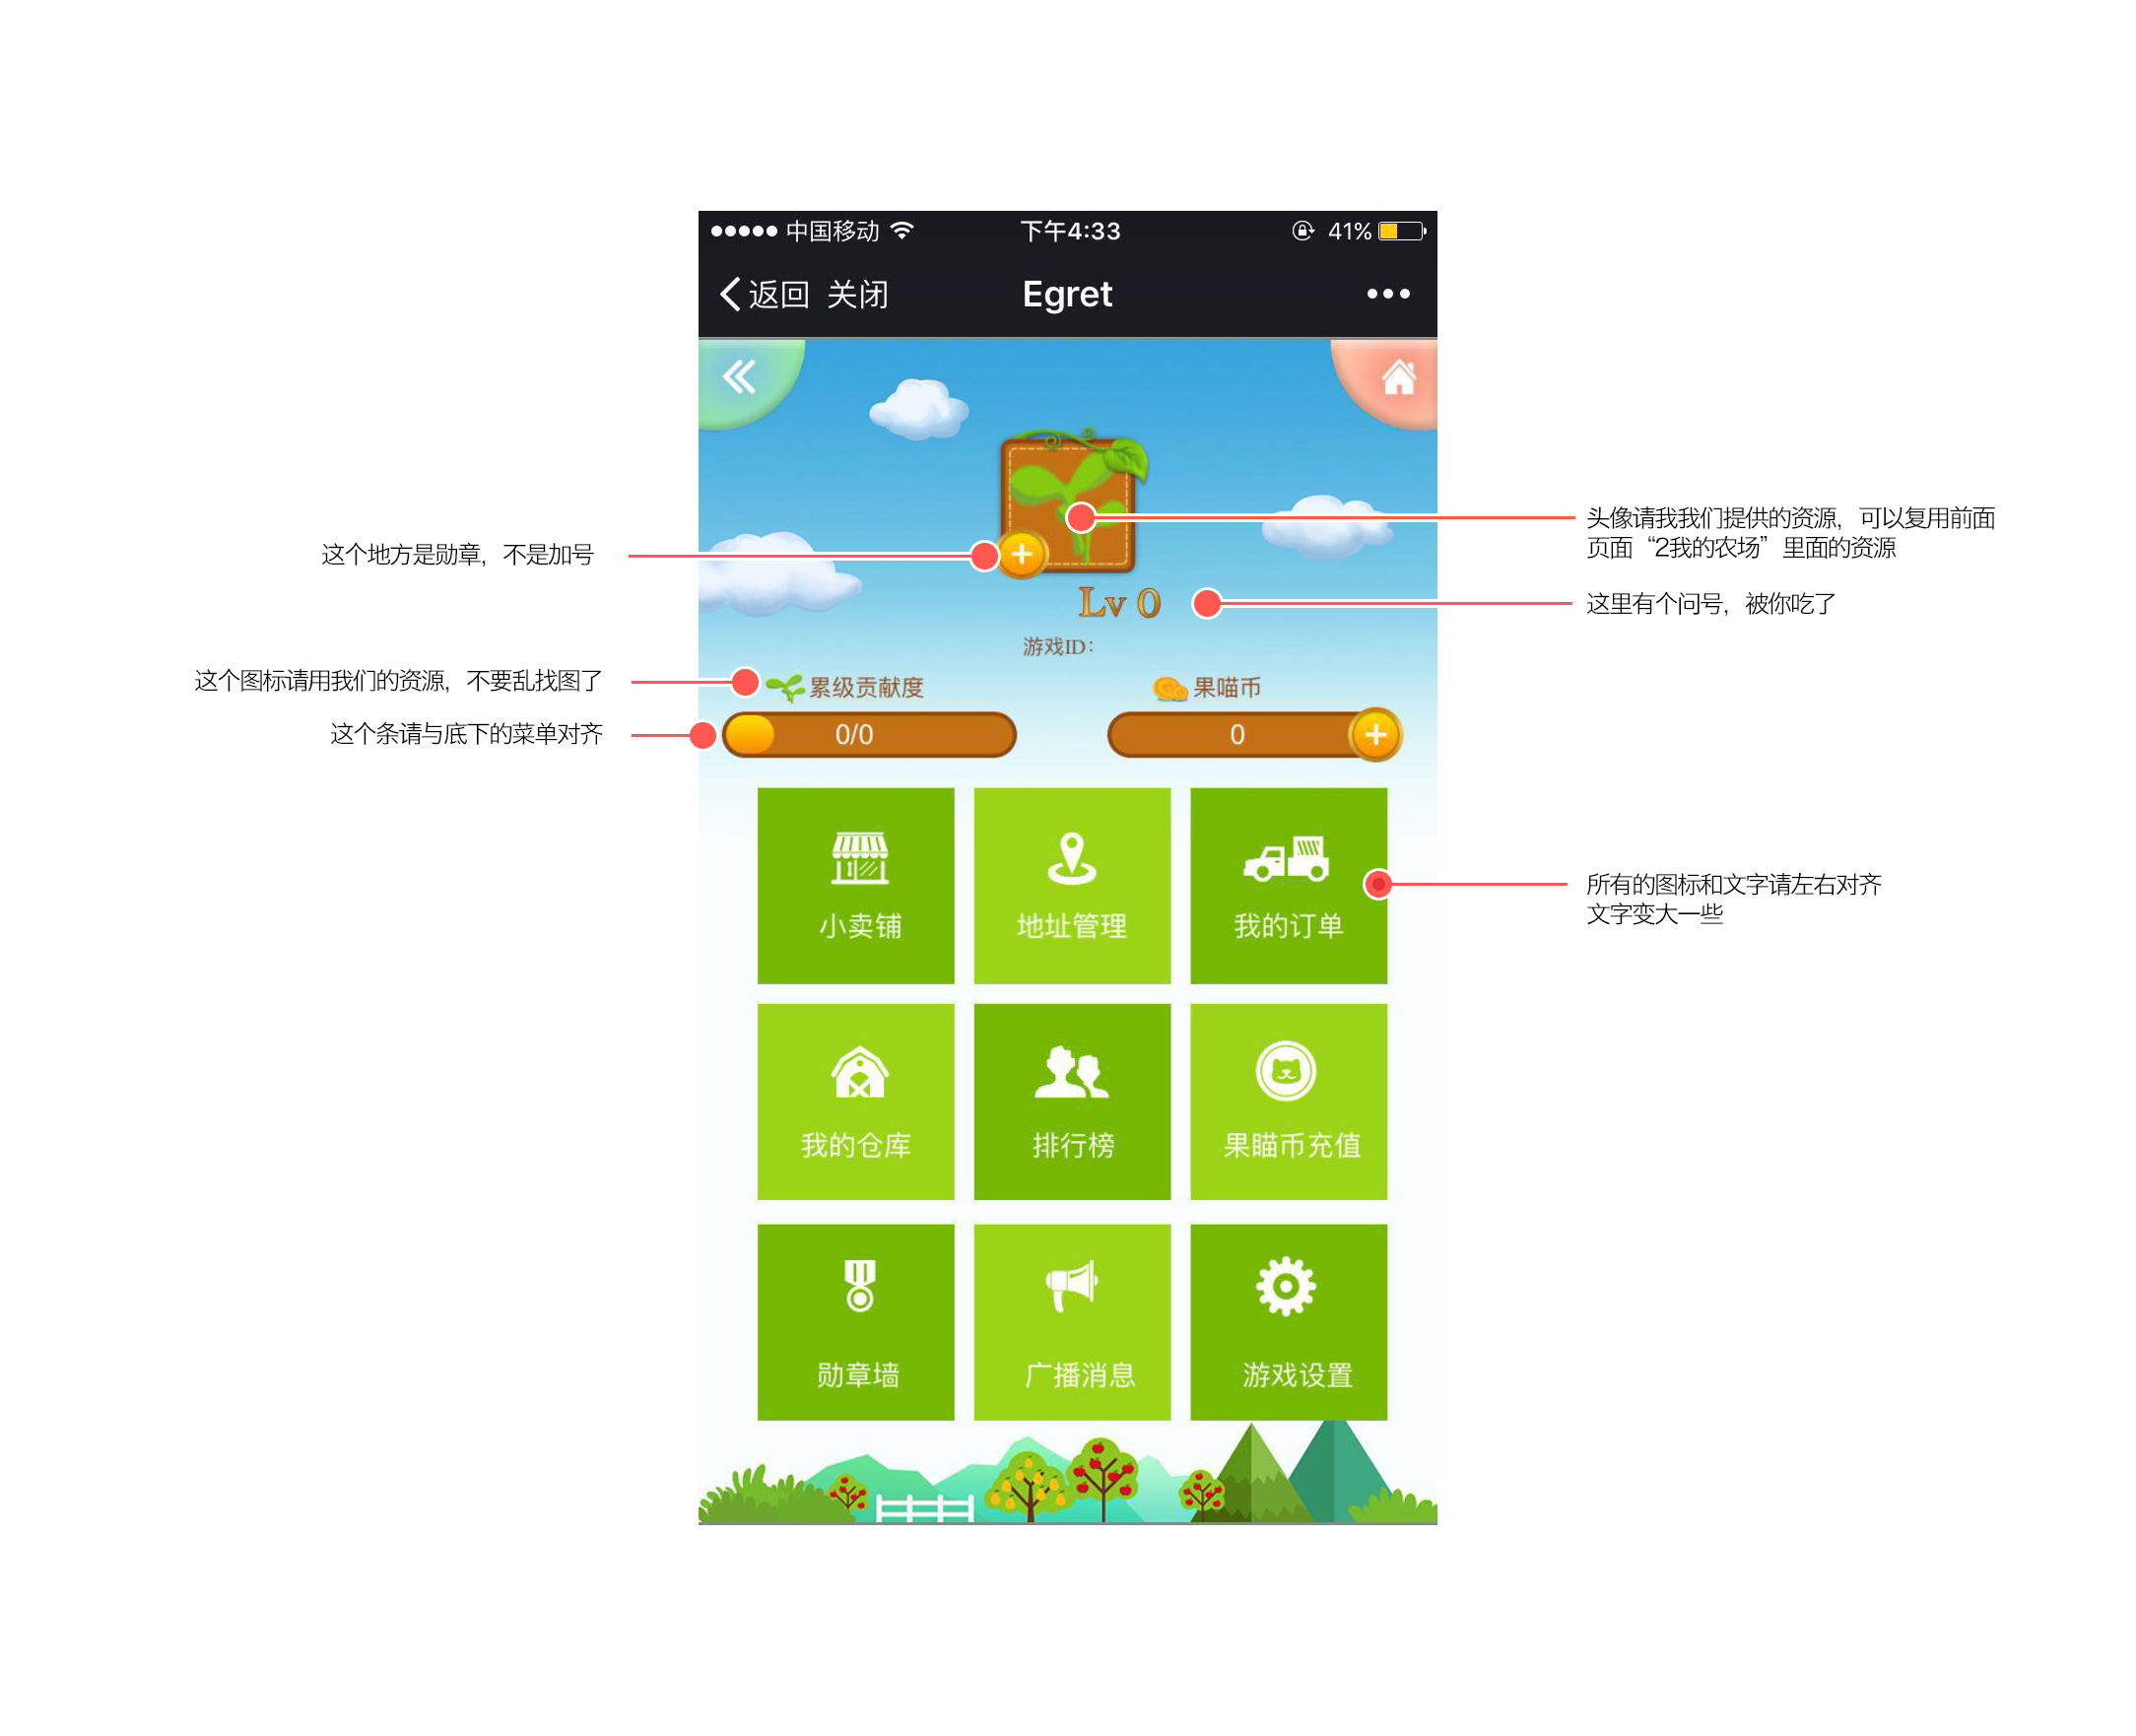 中国移动 下午4:33 41%
返回 关闭 Egret
头像请我我们提供的资源，可以复用前面
页面“2我的农场”里面的资源
这个地方是勋章，不是加号
Lv 0
这里有个问号，被你吃了
游戏ID：
这个图标请用我们的资源，不要乱找图了
累级贡献度 果喵币
这个条请与底下的菜单对齐
0/0 0
所有的图标和文字请左右对齐
文字变大一些
小卖铺 地址管理 我的订单
我的仓库 排行榜 果瞄币充值
勋章墙 广播消息 游戏设置